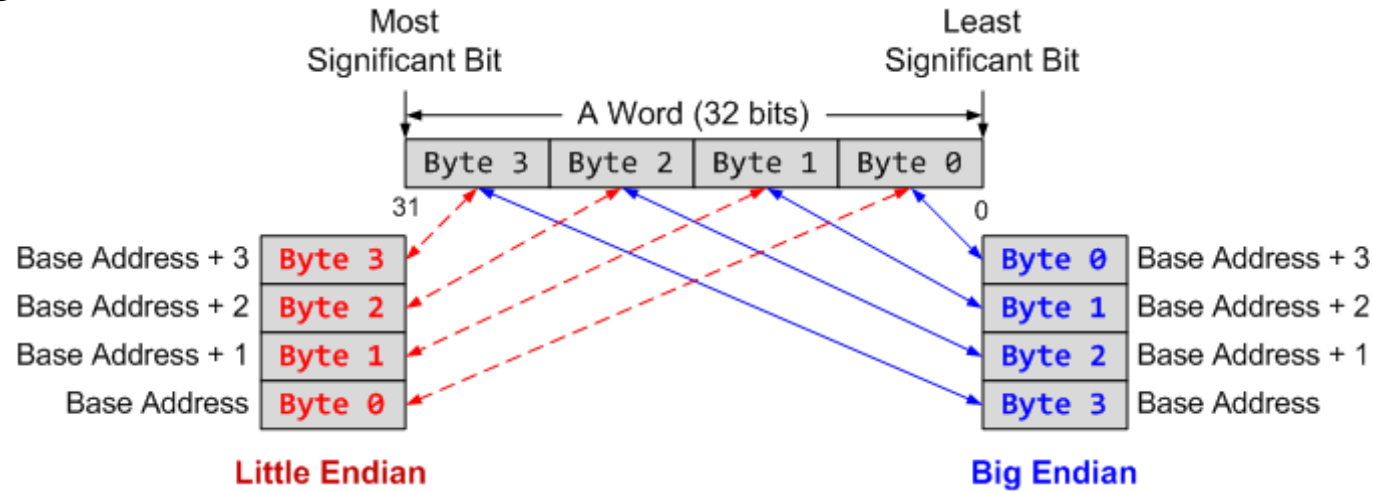 Most
Significant Bit
Least
Significant Bit
A Word (32 bits)
Byte 3 Byte 2 Byte 1 Byte 0
31 0
Base Address + 3 Byte 3 Byte 0 Base Address + 3
Base Address + 2 Byte 2 Byte 1 Base Address + 2
Base Address + 1 Byte 1 Byte 2 Base Address + 1
Base Address Byte 0 Byte 3 Base Address
Little Endian Big Endian